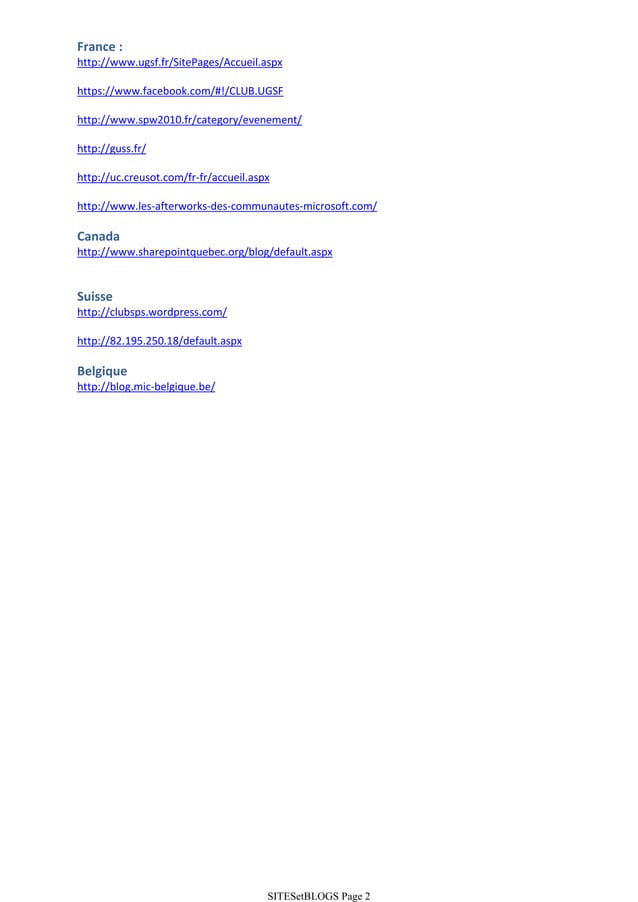 France :
http://www.ugsf.fr/SitePages/Accueil.aspx
https://www.facebook.com/#!/CLUB.UGSF
http://www.spw2010.fr/category/evenement/
http://guss.fr/
http://uc.creusot.com/fr-fr/accueil.aspx
http://www.les-afterworks-des-communautes-microsoft.com/
Canada
http://www.sharepointquebec.org/blog/default.aspx
Suisse
http://clubsps.wordpress.com/
http://82.195.250.18/default.aspx
Belgique
http://blog.mic-belgique.be/
SITESetBLOGS Page 2